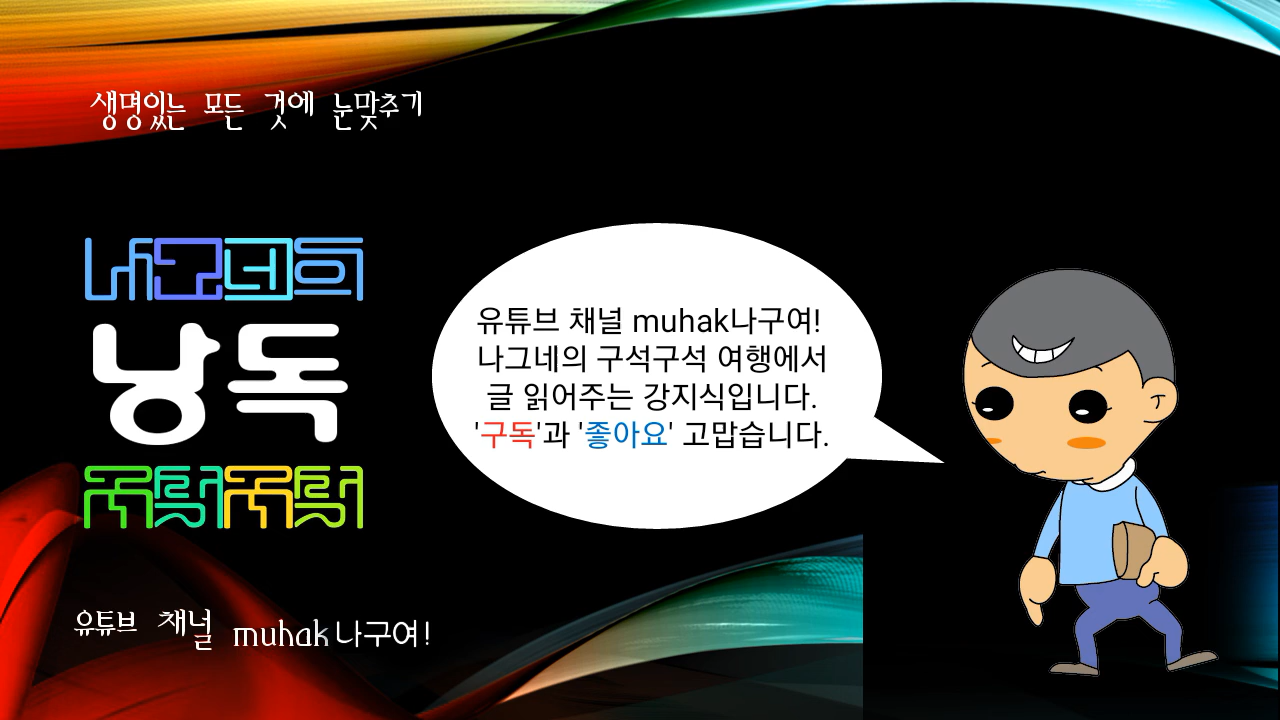 생명있는 모든 것에 눈맞추기
나그네의
낭독
구석구석
유튜브 채널 muhak나구여!
나그네의 구석구석 여행에서
글 읽어주는 강지식입니다.
'구독'과 '좋아요' 고맙습니다.
유튜브 채널 muhak나구여!